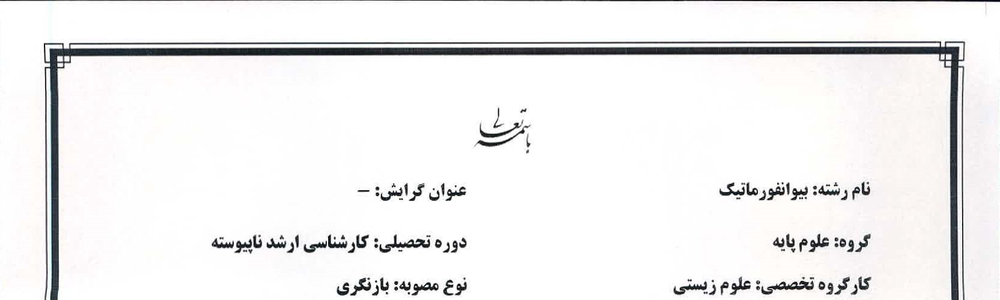 باسمه تعالی
نام رشته: بیوانفورماتیک عنوان گرایش: –
گروه: علوم پایه دوره تحصیلی: کارشناسی ارشد ناپیوسته
کارگروه تخصصی: علوم زیستی نوع مصوبه: بازنگری